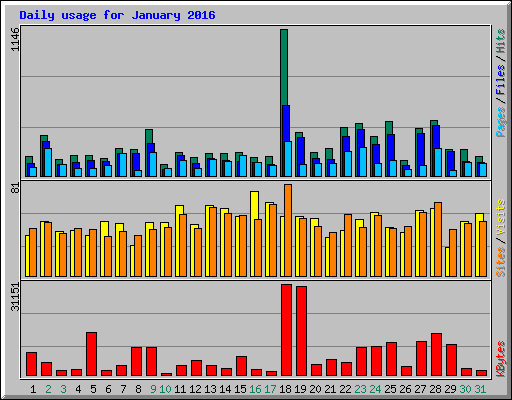 Daily usage for January 2016
1146
Pages / Files / Hits
81
Sites / Visits
31151
KBytes
1 2 3 4 5 6 7 8 9 10 11 12 13 14 15 16 17 18 19 20 21 22 23 24 25 26 27 28 29 30 31